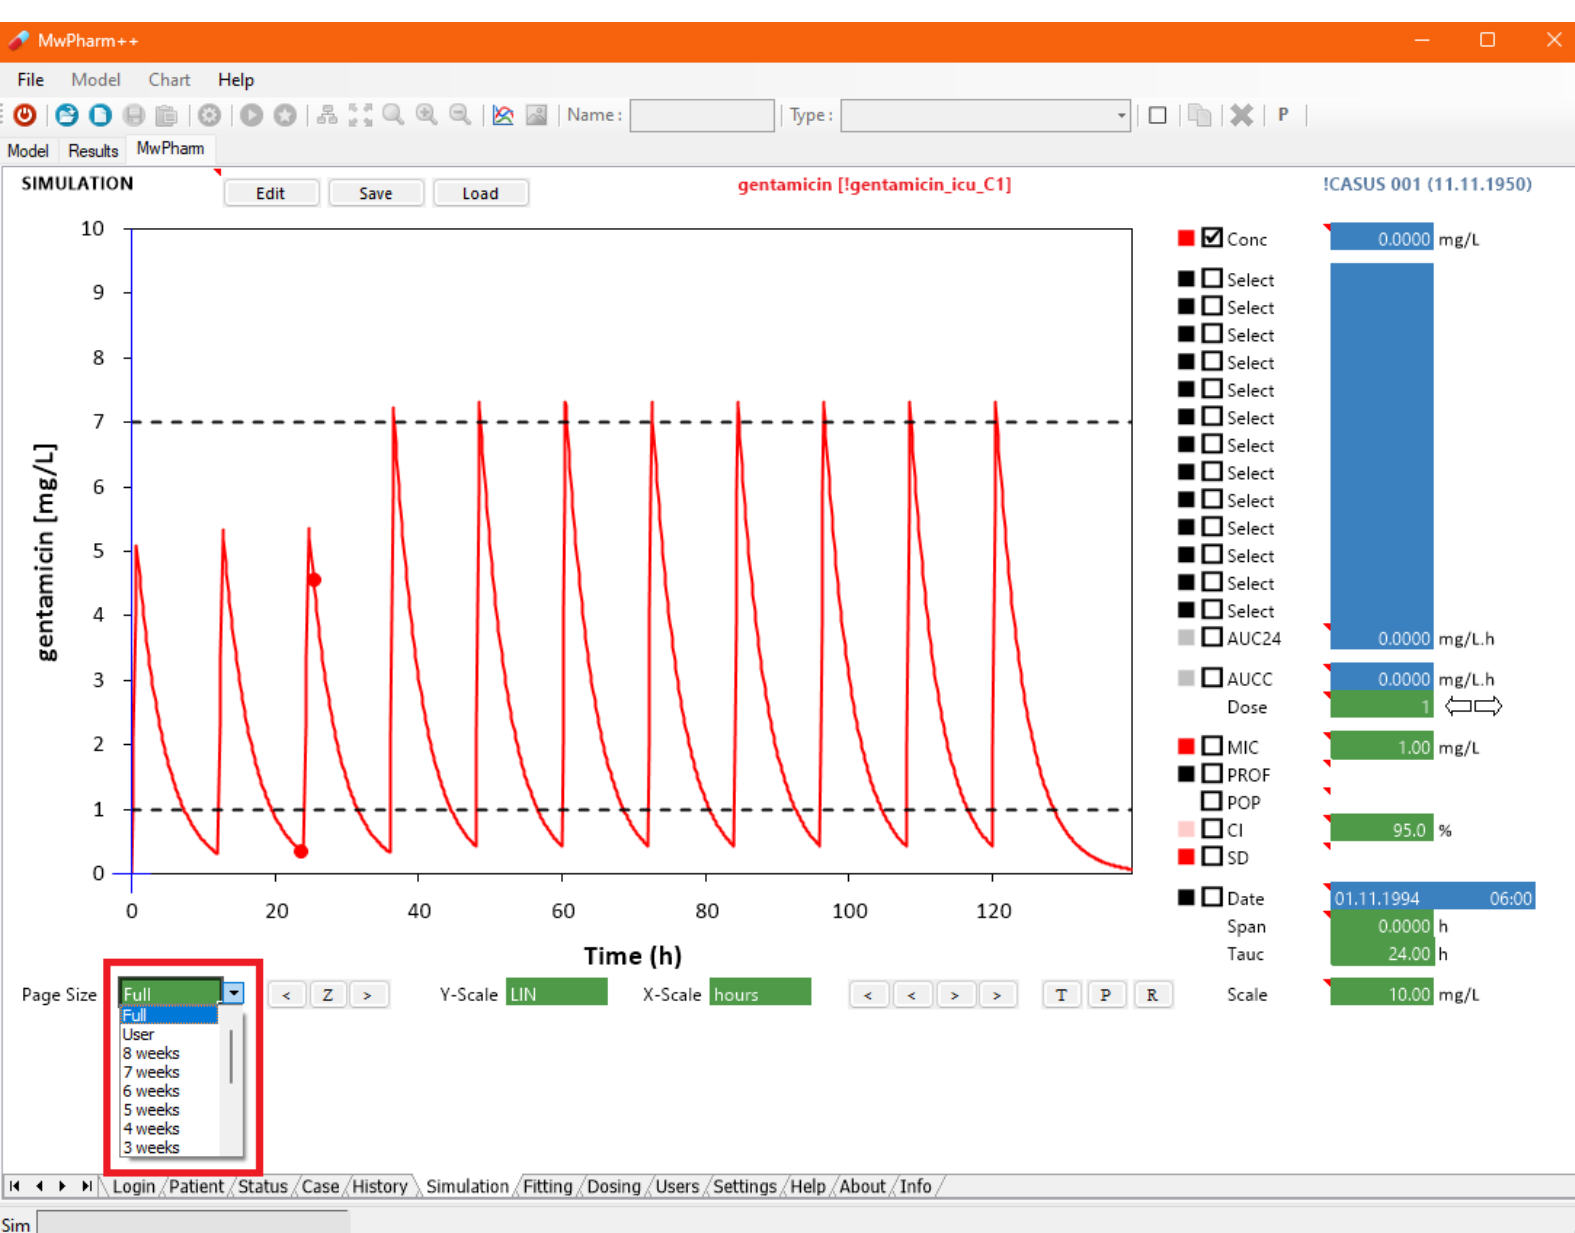 MwPharm++
File Model Chart Help
Name: Type: P
Model Results MwPharm
SIMULATION Edit Save Load gentamicin [!gentamicin_icu_C1] !CASUS 001 (11.11.1950)
10
9
8
7
6
5
4
3
2
1
0
gentamicin [mg/L]
0 20 40 60 80 100 120
Time (h)
Conc 0.0000 mg/L
Select
Select
Select
Select
Select
Select
Select
Select
Select
Select
Select
Select
Select
AUC24 0.0000 mg/L.h
AUCC 0.0000 mg/L.h
Dose 1
MIC 1.00 mg/L
PROF
POP
CI 95.0 %
SD
Date 01.11.1994 06:00
Span 0.0000 h
Tauc 24.00 h
Page Size Full < Z > Y-Scale LIN X-Scale hours < < > > T P R Scale 10.00 mg/L
Full
User
8 weeks
7 weeks
6 weeks
5 weeks
4 weeks
3 weeks
Login Patient Status Case History Simulation Fitting Dosing Users Settings Help About Info
Sim